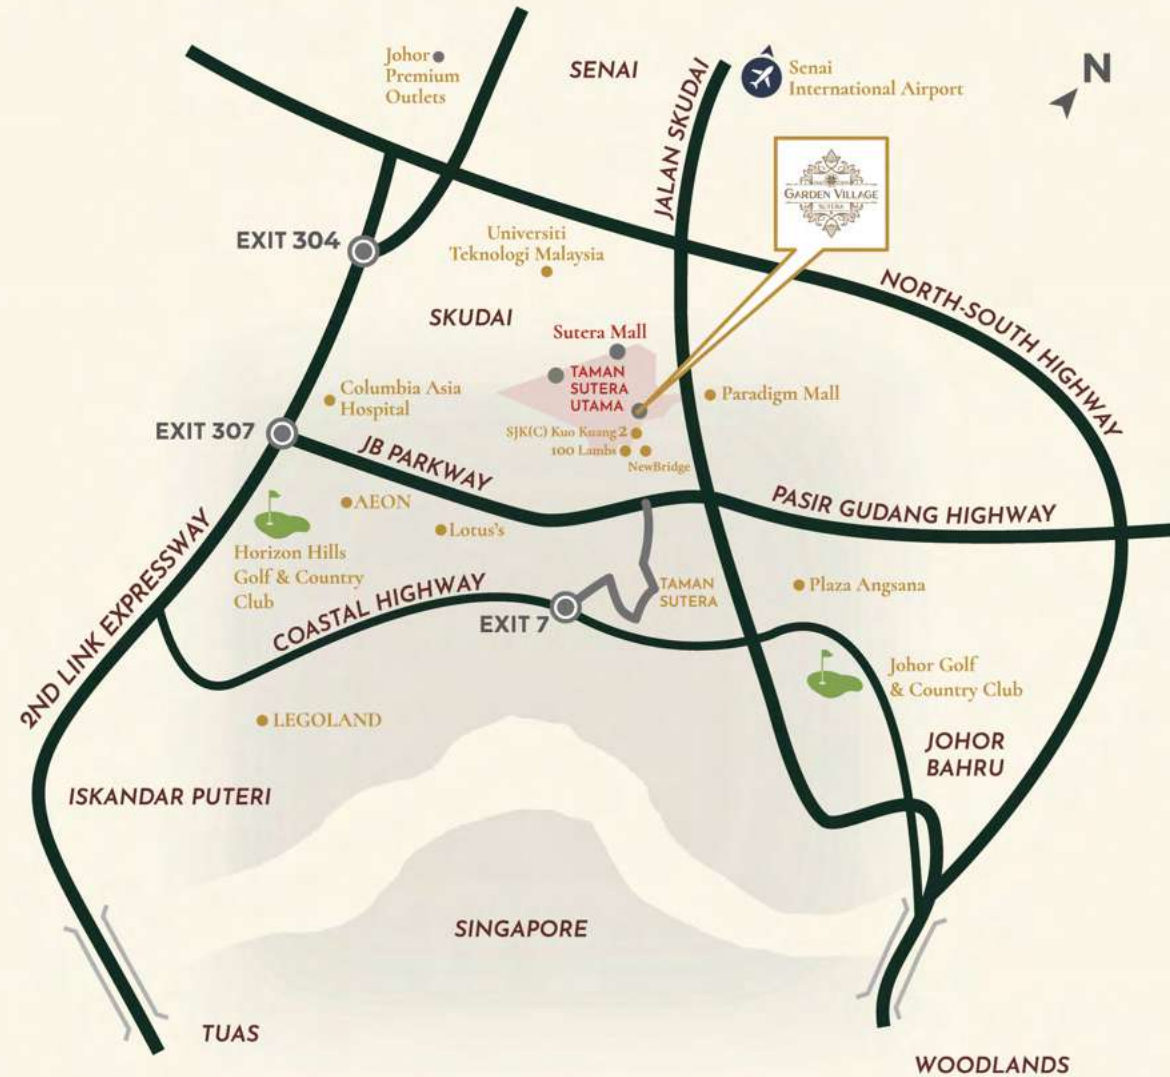 Johor
Premium
Outlets
SENAI
JALAN SKUDAI
Senai
International Airport
N
GARDEN VILLAGE
SUTERA
EXIT 304
Universiti
Teknologi Malaysia
NORTH-SOUTH HIGHWAY
SKUDAI
Sutera Mall
TAMAN
SUTERA
UTAMA
Columbia Asia
Hospital
Paradigm Mall
EXIT 307
SJK(C) Kuo Kuang 2
100 Lambs
NewBridge
JB PARKWAY
PASIR GUDANG HIGHWAY
AEON
Lotus's
Horizon Hills
Golf & Country
Club
2ND LINK EXPRESSWAY
COASTAL HIGHWAY
TAMAN
SUTERA
Plaza Angsana
EXIT 7
Johor Golf
& Country Club
LEGOLAND
JOHOR
BAHRU
ISKANDAR PUTERI
SINGAPORE
TUAS
WOODLANDS